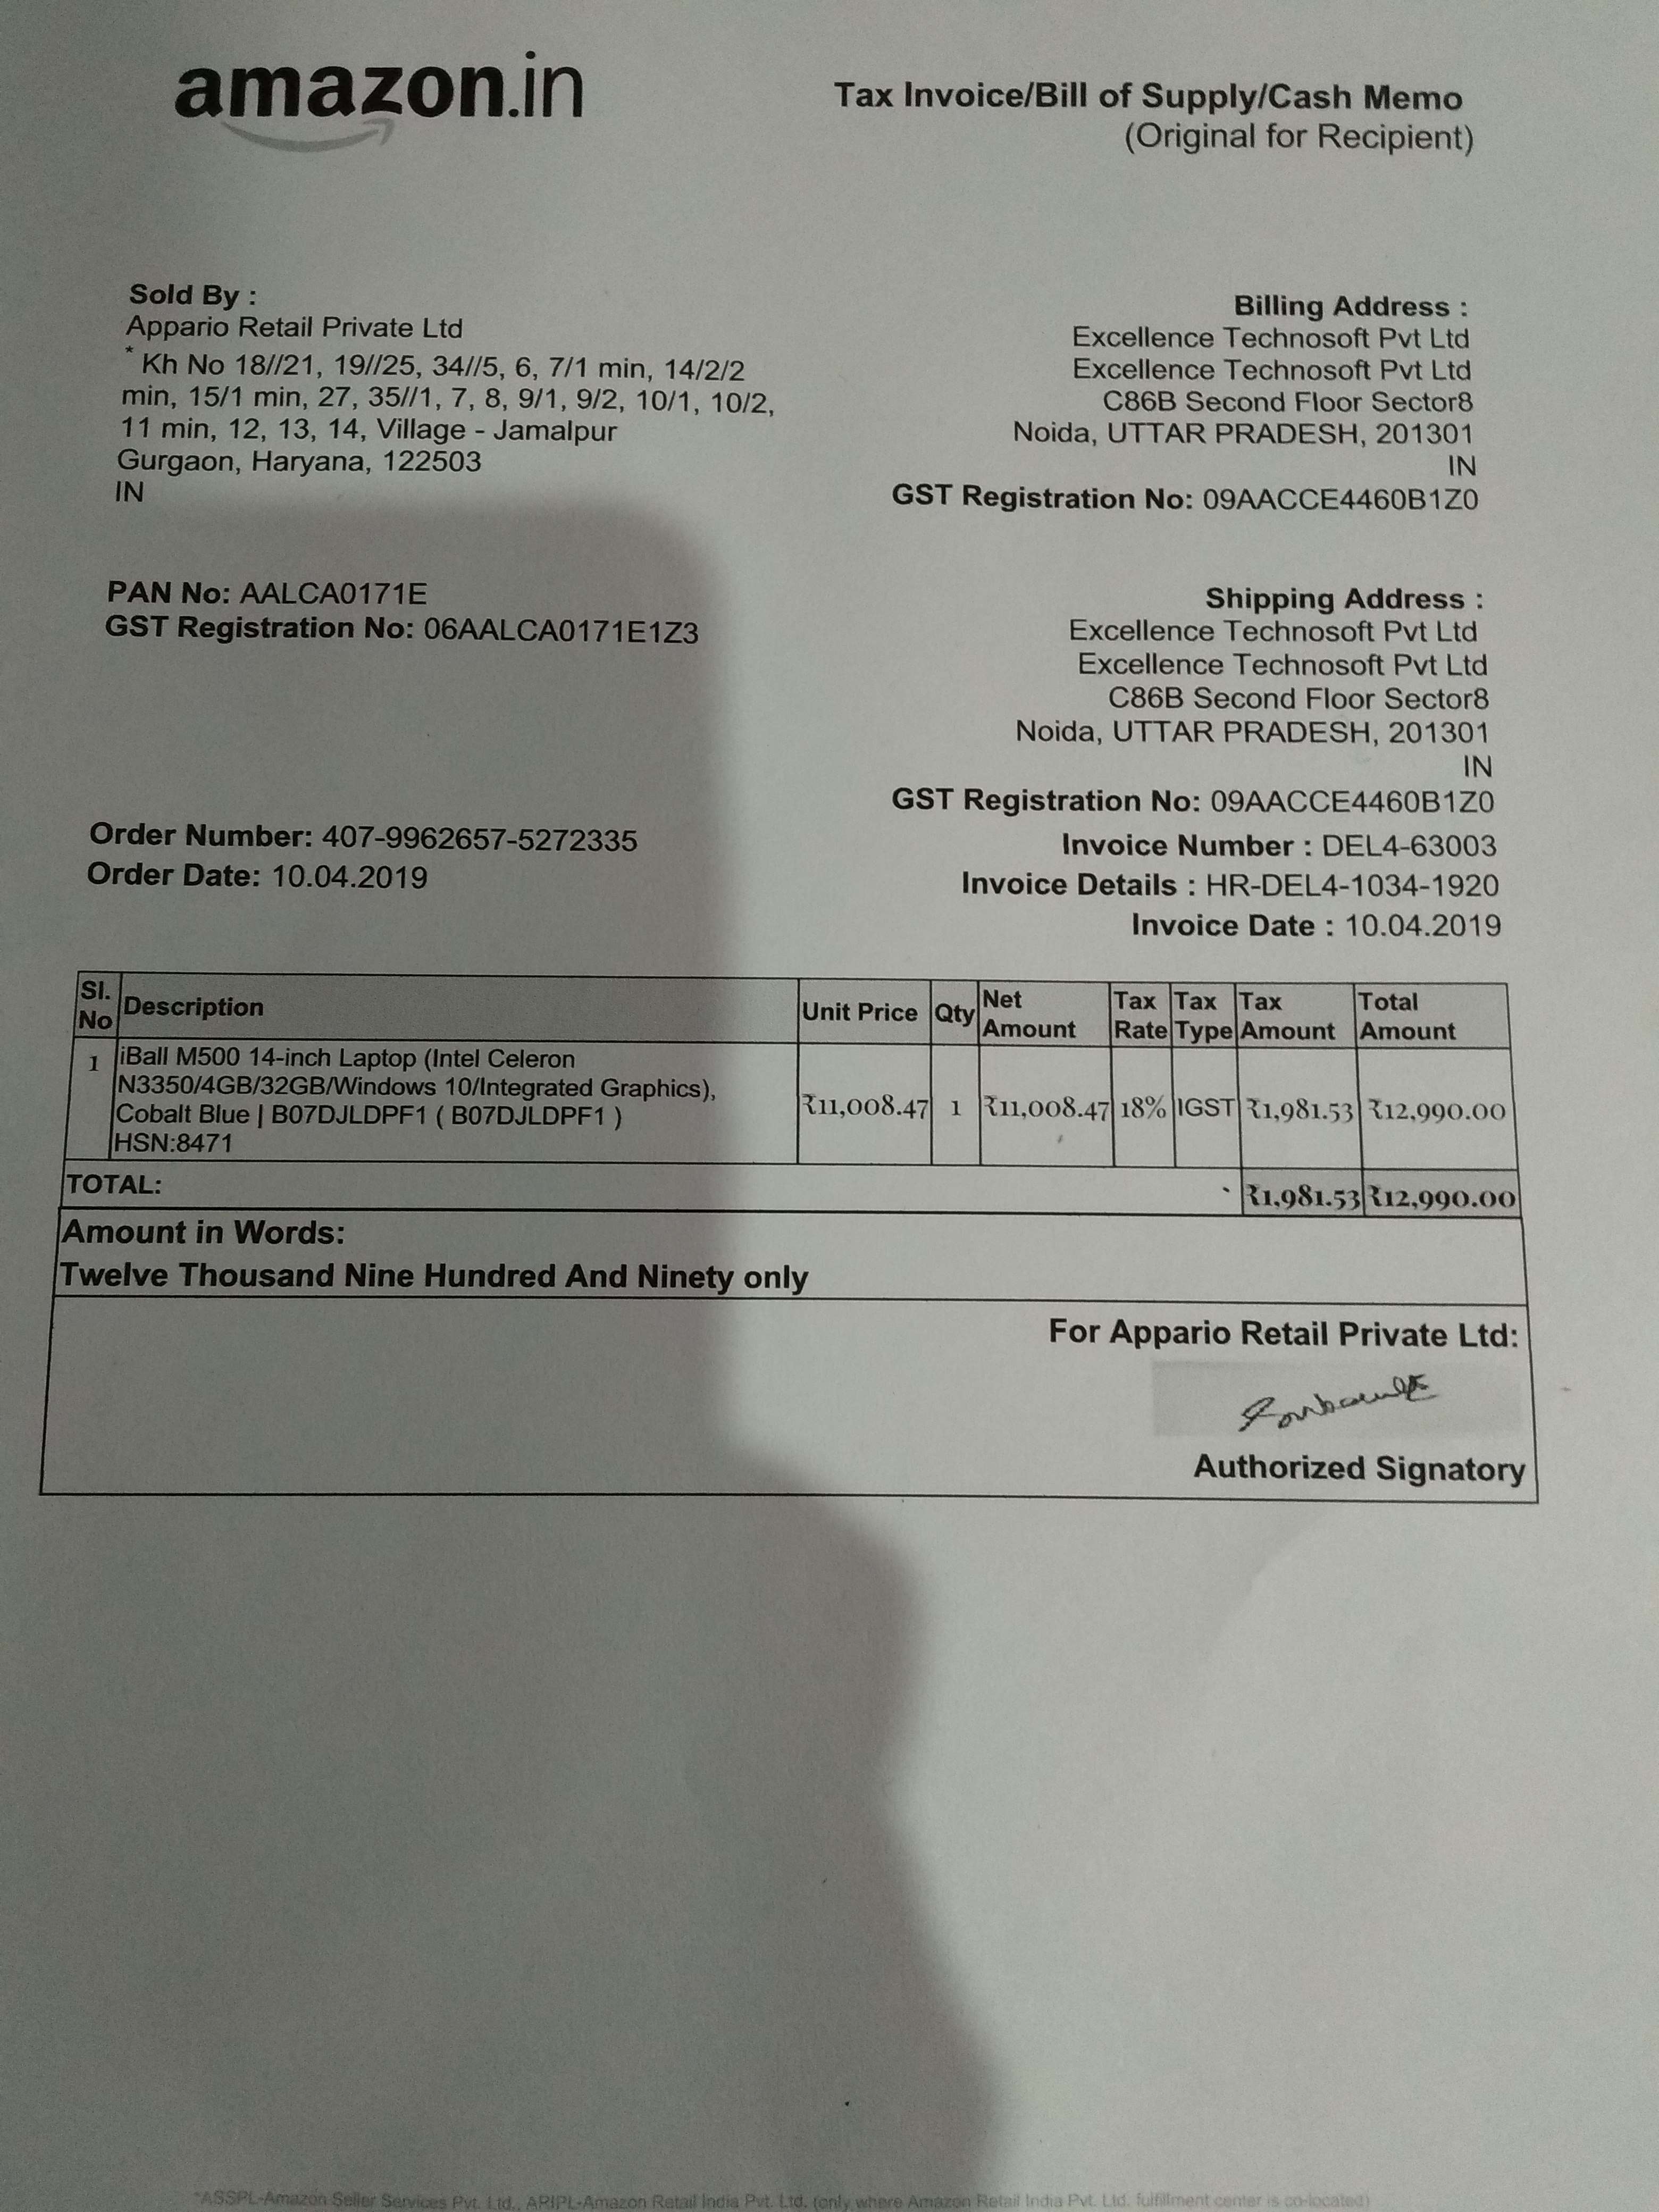 amazon.in
Tax Invoice/Bill of Supply/Cash Memo
(Original for Recipient)
Sold By :
Appario Retail Private Ltd
* Kh No 18//21, 19//25, 34//5, 6, 7/1 min, 14/2/2
min, 15/1 min, 27, 35//1, 7, 8, 9/1, 9/2, 10/1, 10/2,
11 min, 12, 13, 14, Village - Jamalpur
Gurgaon, Haryana, 122503
IN
Billing Address :
Excellence Technosoft Pvt Ltd
Excellence Technosoft Pvt Ltd
C86B Second Floor Sector8
Noida, UTTAR PRADESH, 201301
IN
GST Registration No: 09AACCE4460B1Z0
PAN No: AALCA0171E
GST Registration No: 06AALCA0171E1Z3
Shipping Address :
Excellence Technosoft Pvt Ltd
Excellence Technosoft Pvt Ltd
C86B Second Floor Sector8
Noida, UTTAR PRADESH, 201301
IN
GST Registration No: 09AACCE4460B1Z0
Order Number: 407-9962657-5272335
Order Date: 10.04.2019
Invoice Number : DEL4-63003
Invoice Details : HR-DEL4-1034-1920
Invoice Date : 10.04.2019
Sl. No Description Unit Price Qty Net Amount Tax Rate Tax Type Tax Amount Total Amount
1 iBall M500 14-inch Laptop (Intel Celeron
N3350/4GB/32GB/Windows 10/Integrated Graphics),
Cobalt Blue | B07DJLDPF1 ( B07DJLDPF1 )
HSN:8471
₹11,008.47 1 ₹11,008.47 18% IGST ₹1,981.53 ₹12,990.00
TOTAL: ₹1,981.53 ₹12,990.00
Amount in Words:
Twelve Thousand Nine Hundred And Ninety only
For Appario Retail Private Ltd:
Authorized Signatory
*ASSPL-Amazon Seller Services Pvt. Ltd., ARIPL-Amazon Retail India Pvt. Ltd. (only where Amazon Retail India Pvt. Ltd. fulfillment center is co-located)